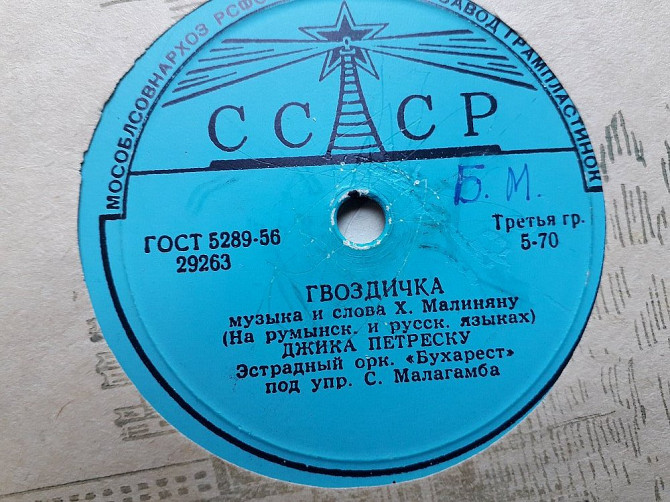 МОСОБЛСОВНАРХОЗ РСФС
ЗАВОД ГРАМПЛАСТИНОК
СССР
Б. М.
ГОСТ 5289-56
29263
Третья гр.
5-70
ГВОЗДИЧКА
музыка и слова Х. Малиняну
(На румынск. и русск. языках)
ДЖИКА ПЕТРЕСКУ
Эстрадный орк. «Бухарест»
под упр. С. Малагамба